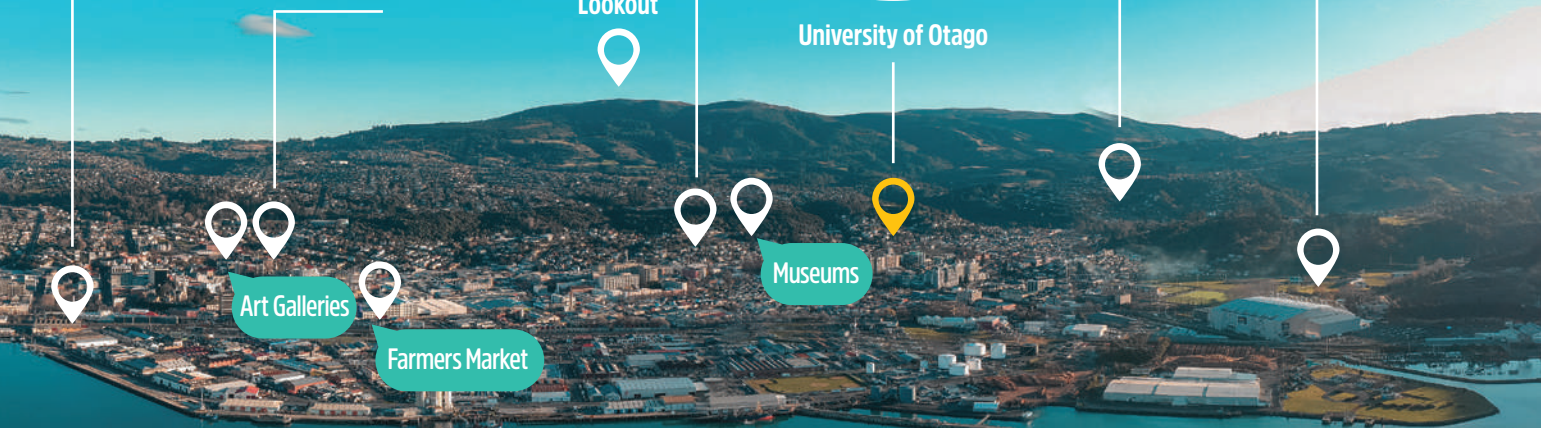 Lookout
University of Otago
Museums
Art Galleries
Farmers Market